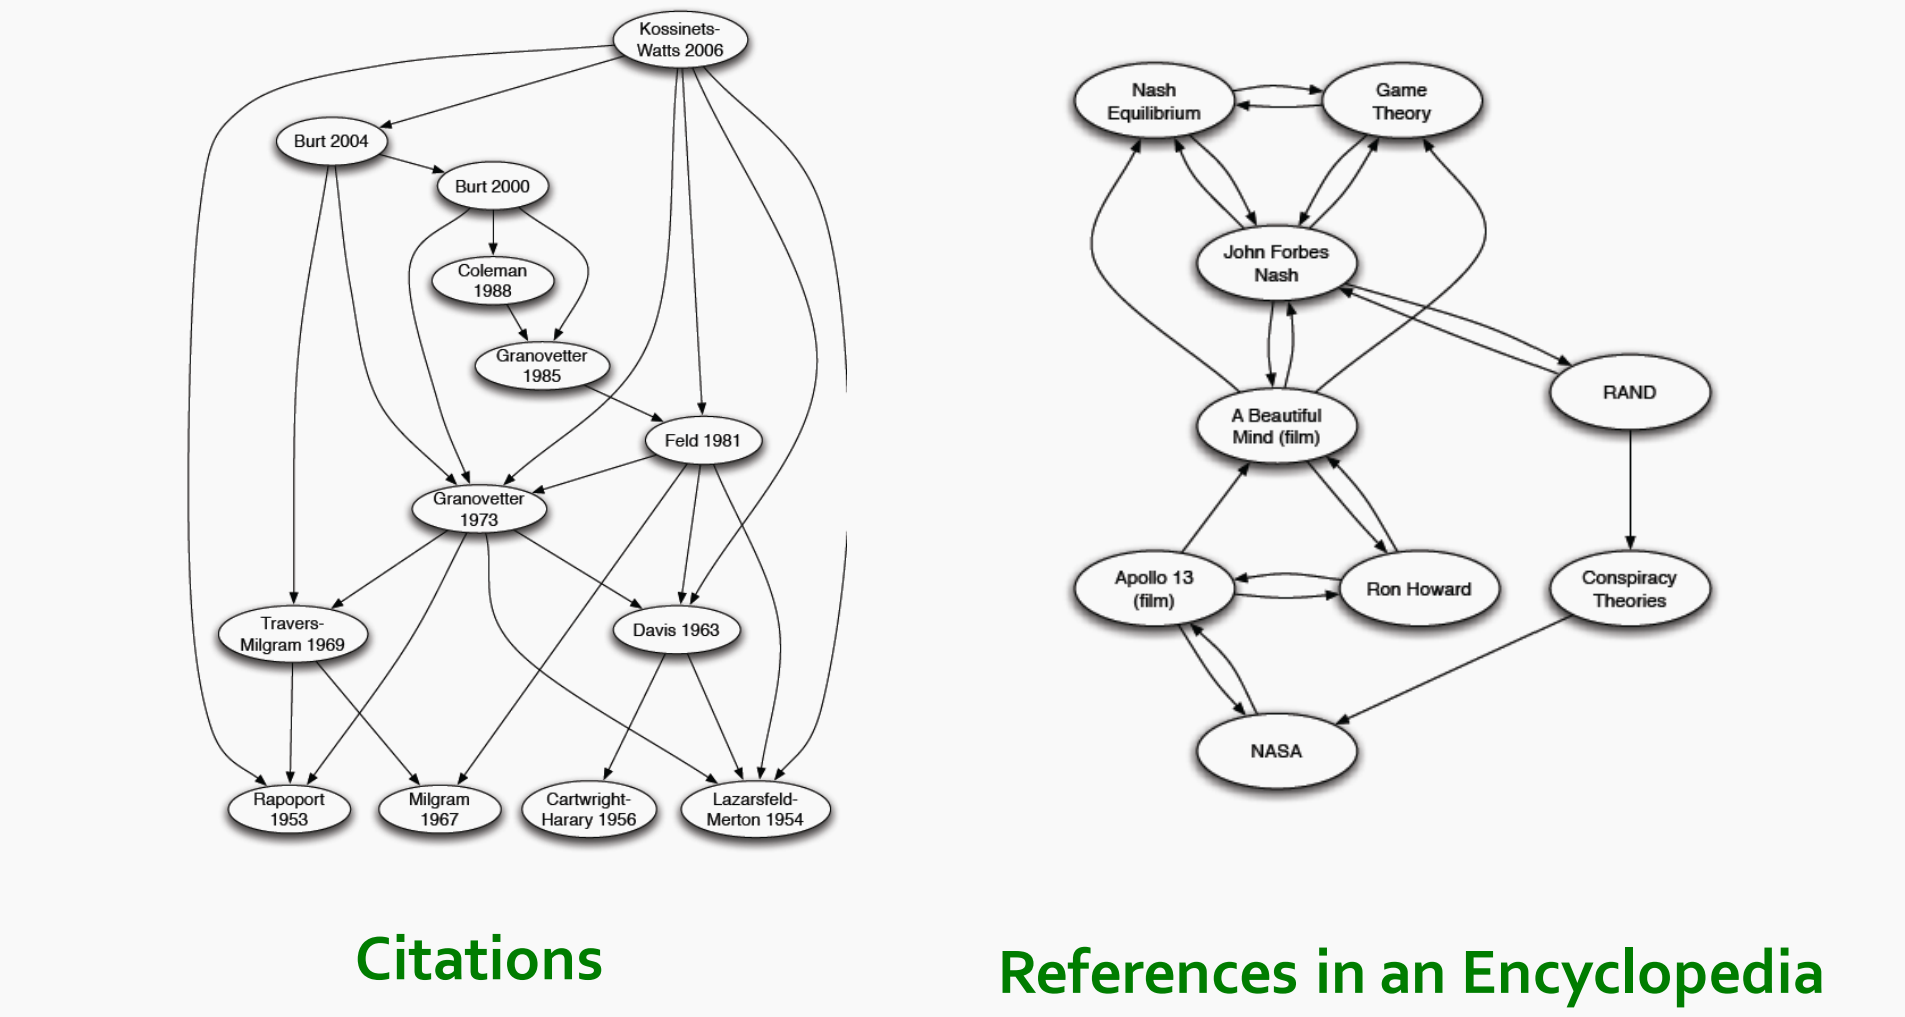 Kossinets-
Watts 2006
Burt 2004
Burt 2000
Coleman
1988
Granovetter
1985
Feld 1981
Granovetter
1973
Travers-
Milgram 1969
Davis 1963
Rapoport
1953
Milgram
1967
Cartwright-
Harary 1956
Lazarsfeld-
Merton 1954
Citations
Nash
Equilibrium
Game
Theory
John Forbes
Nash
RAND
A Beautiful
Mind (film)
Apollo 13
(film)
Ron Howard
Conspiracy
Theories
NASA
References in an Encyclopedia